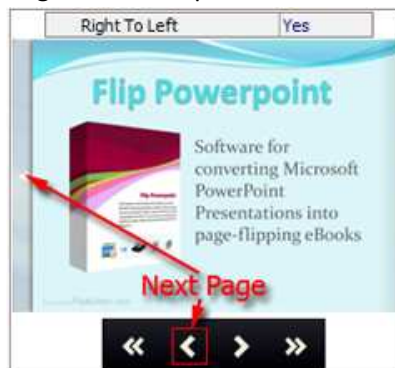 Right To Left Yes
Flip Powerpoint
Flip Powerpoint
Software for
converting Microsoft
PowerPoint
Presentations into
page-flipping eBooks
Next Page
« < > »